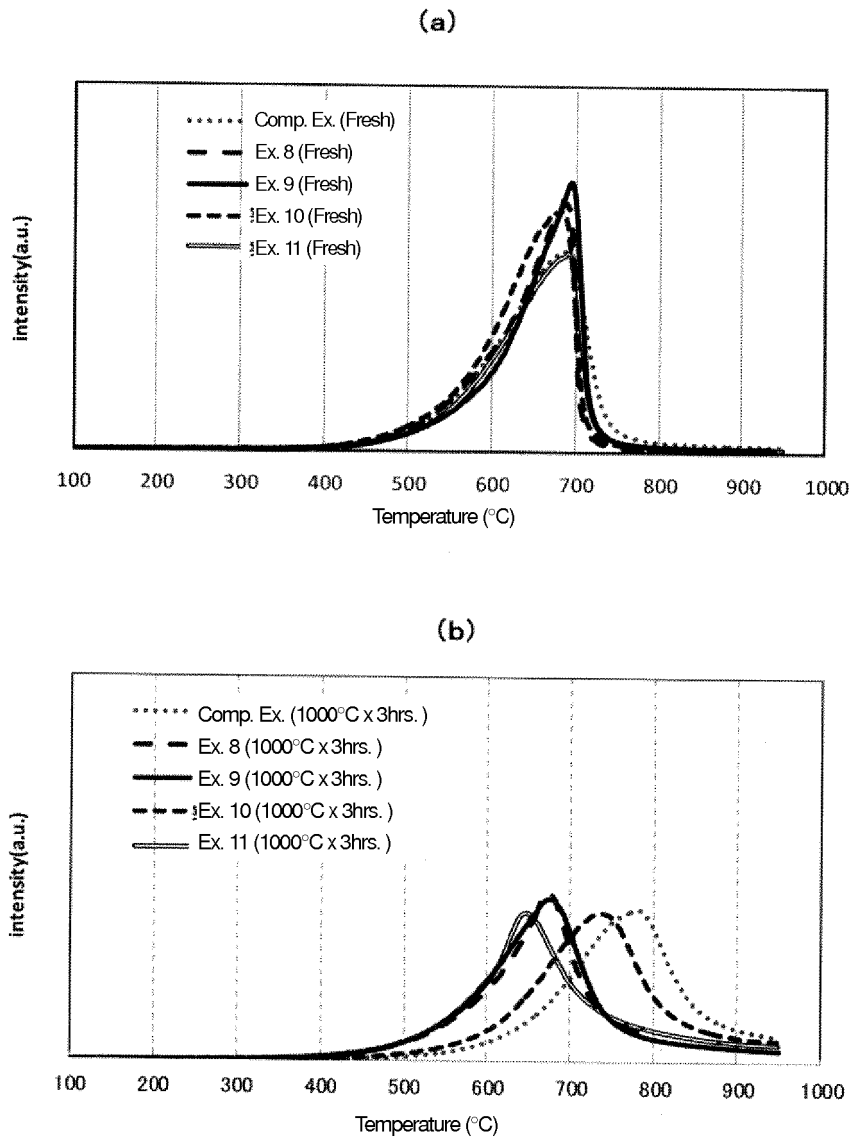 (a)
Comp. Ex. (Fresh)
Ex. 8 (Fresh)
Ex. 9 (Fresh)
Ex. 10 (Fresh)
Ex. 11 (Fresh)
intensity(a.u.)
100 200 300 400 500 600 700 800 900 1000
Temperature (°C)
(b)
Comp. Ex. (1000°C x 3hrs. )
Ex. 8 (1000°C x 3hrs. )
Ex. 9 (1000°C x 3hrs. )
Ex. 10 (1000°C x 3hrs. )
Ex. 11 (1000°C x 3hrs. )
intensity(a.u.)
100 200 300 400 500 600 700 800 900 1000
Temperature (°C)